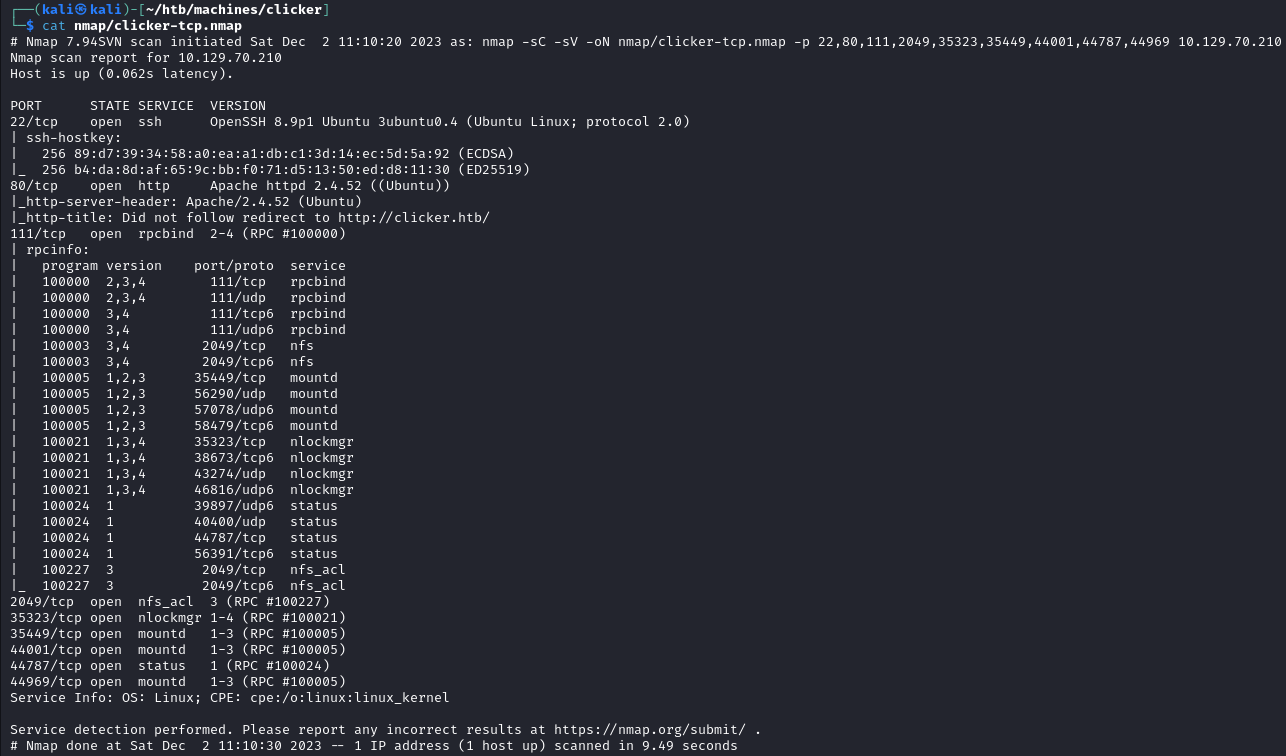 ┌──(kali㉿kali)-[~/htb/machines/clicker]
└─$ cat nmap/clicker-tcp.nmap
# Nmap 7.94SVN scan initiated Sat Dec  2 11:10:20 2023 as: nmap -sC -sV -oN nmap/clicker-tcp.nmap -p 22,80,111,2049,35323,35449,44001,44787,44969 10.129.70.210
Nmap scan report for 10.129.70.210
Host is up (0.062s latency).

PORT      STATE SERVICE  VERSION
22/tcp    open  ssh      OpenSSH 8.9p1 Ubuntu 3ubuntu0.4 (Ubuntu Linux; protocol 2.0)
| ssh-hostkey:
|   256 89:d7:39:34:58:a0:ea:a1:db:c1:3d:14:ec:5d:5a:92 (ECDSA)
|_  256 b4:da:8d:af:65:9c:bb:f0:71:d5:13:50:ed:d8:11:30 (ED25519)
80/tcp    open  http     Apache httpd 2.4.52 ((Ubuntu))
|_http-server-header: Apache/2.4.52 (Ubuntu)
|_http-title: Did not follow redirect to http://clicker.htb/
111/tcp   open  rpcbind  2-4 (RPC #100000)
| rpcinfo:
|   program version    port/proto  service
|   100000  2,3,4        111/tcp   rpcbind
|   100000  2,3,4        111/udp   rpcbind
|   100000  3,4          111/tcp6  rpcbind
|   100000  3,4          111/udp6  rpcbind
|   100003  3,4         2049/tcp   nfs
|   100003  3,4         2049/tcp6  nfs
|   100005  1,2,3      35449/tcp   mountd
|   100005  1,2,3      56290/udp   mountd
|   100005  1,2,3      57078/udp6  mountd
|   100005  1,2,3      58479/tcp6  mountd
|   100021  1,3,4      35323/tcp   nlockmgr
|   100021  1,3,4      38673/tcp6  nlockmgr
|   100021  1,3,4      43274/udp   nlockmgr
|   100021  1,3,4      46816/udp6  nlockmgr
|   100024  1          39897/udp6  status
|   100024  1          40400/udp   status
|   100024  1          44787/tcp   status
|   100024  1          56391/tcp6  status
|   100227  3           2049/tcp   nfs_acl
|_  100227  3           2049/tcp6  nfs_acl
2049/tcp  open  nfs_acl  3 (RPC #100227)
35323/tcp open  nlockmgr 1-4 (RPC #100021)
35449/tcp open  mountd   1-3 (RPC #100005)
44001/tcp open  mountd   1-3 (RPC #100005)
44787/tcp open  status   1 (RPC #100024)
44969/tcp open  mountd   1-3 (RPC #100005)
Service Info: OS: Linux; CPE: cpe:/o:linux:linux_kernel

Service detection performed. Please report any incorrect results at https://nmap.org/submit/ .
# Nmap done at Sat Dec  2 11:10:30 2023 -- 1 IP address (1 host up) scanned in 9.49 seconds